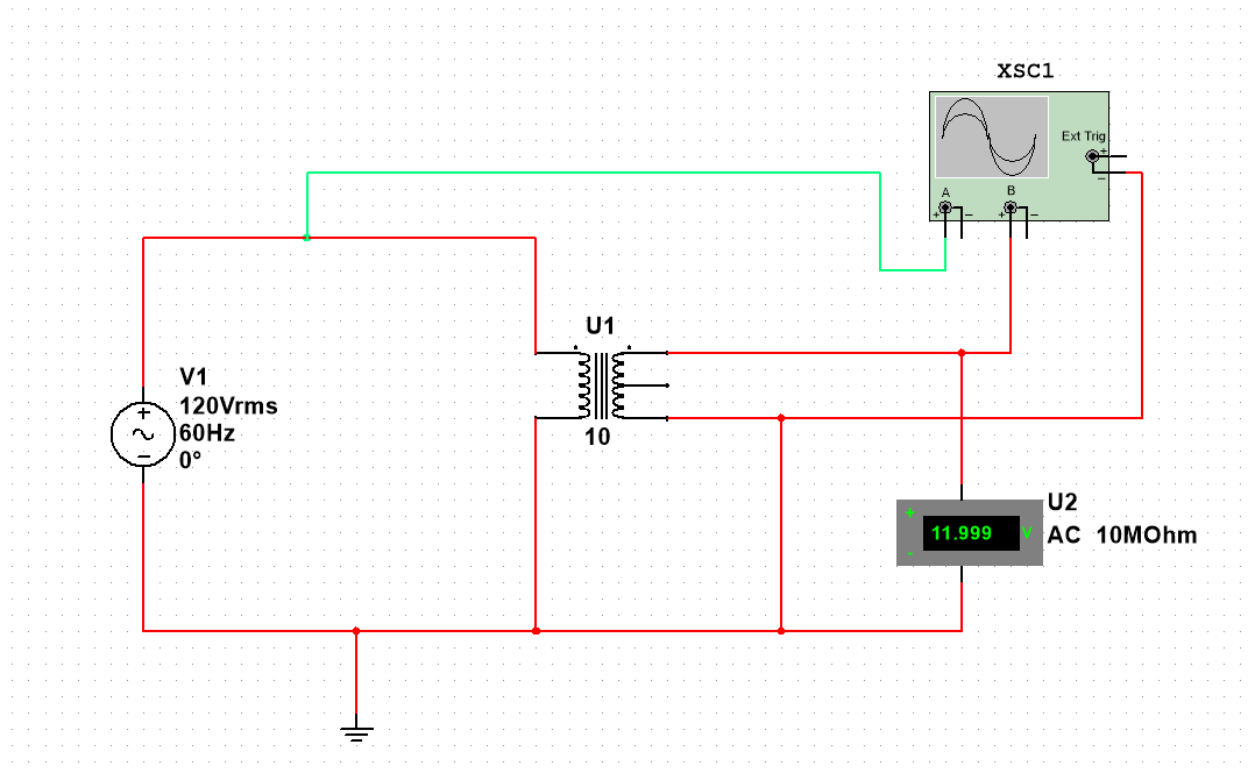 XSC1
Ext Trig
+
−
A
B
+ − + −
U1
V1
120Vrms
60Hz
0°
+
−
10
U2
+
11.999 V
-
AC 10MOhm